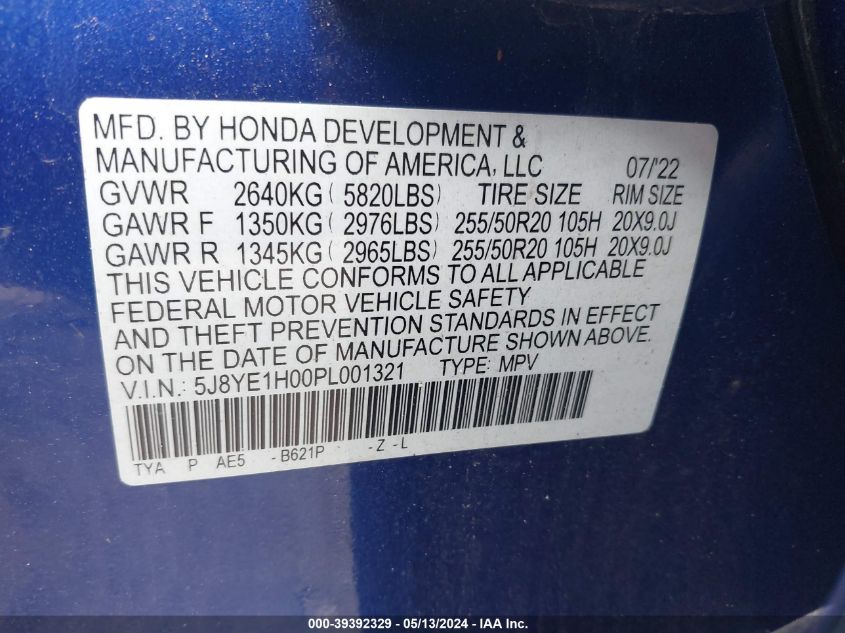 MFD. BY HONDA DEVELOPMENT &
MANUFACTURING OF AMERICA, LLC 07/'22
GVWR 2640KG (5820LBS) TIRE SIZE RIM SIZE
GAWR F 1350KG (2976LBS) 255/50R20 105H 20X9.0J
GAWR R 1345KG (2965LBS) 255/50R20 105H 20X9.0J
THIS VEHICLE CONFORMS TO ALL APPLICABLE
FEDERAL MOTOR VEHICLE SAFETY
AND THEFT PREVENTION STANDARDS IN EFFECT
ON THE DATE OF MANUFACTURE SHOWN ABOVE.
V.I.N.: 5J8YE1H00PL001321 TYPE: MPV
TYA P AE5 -B621P -Z -L
000-39392329 - 05/13/2024 - IAA Inc.